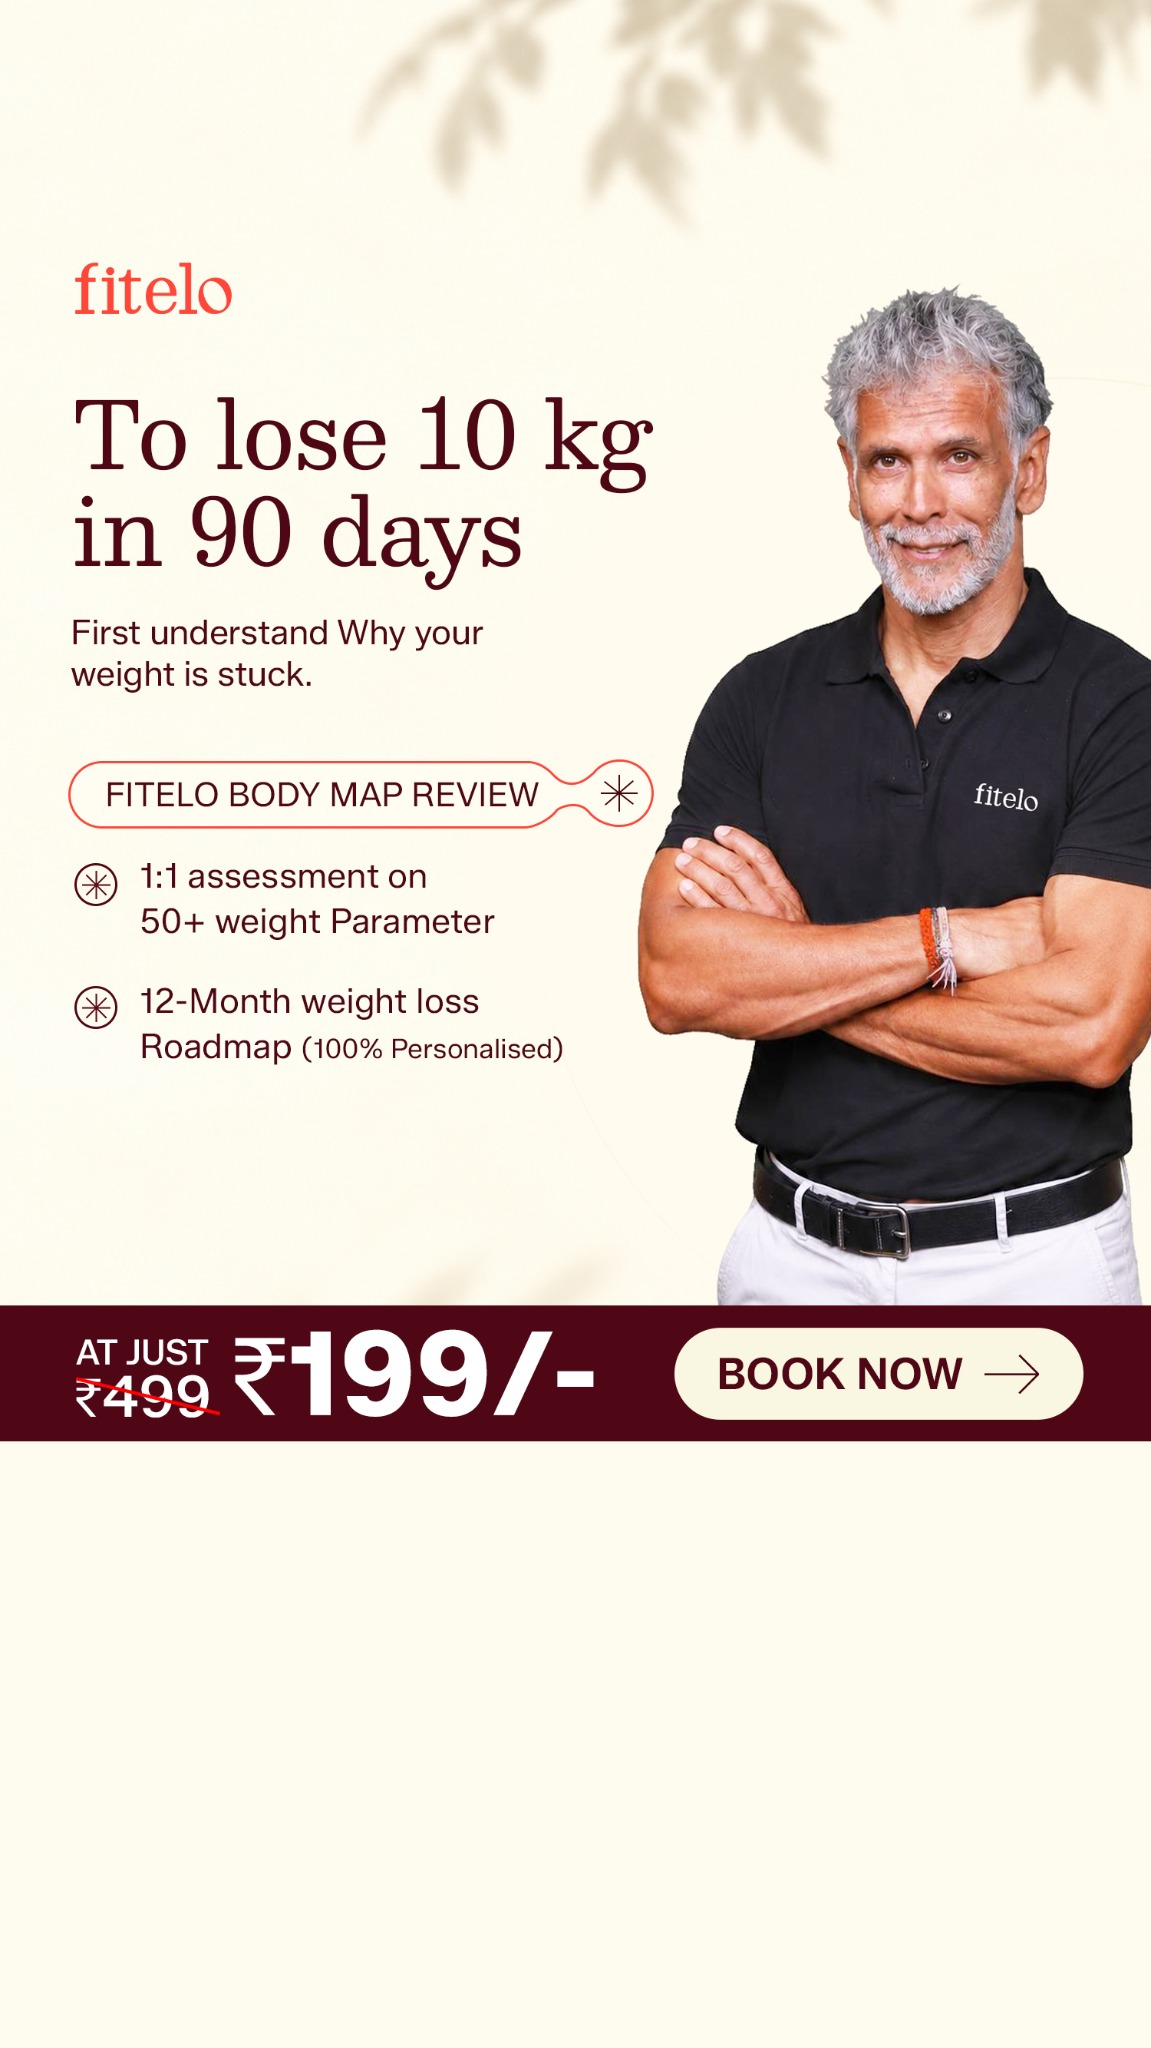 fitelo
To lose 10 kg
in 90 days
First understand Why your
weight is stuck.
FITELO BODY MAP REVIEW
1:1 assessment on
50+ weight Parameter
12-Month weight loss
Roadmap (100% Personalised)
fitelo
AT JUST
₹499
₹199/-
BOOK NOW